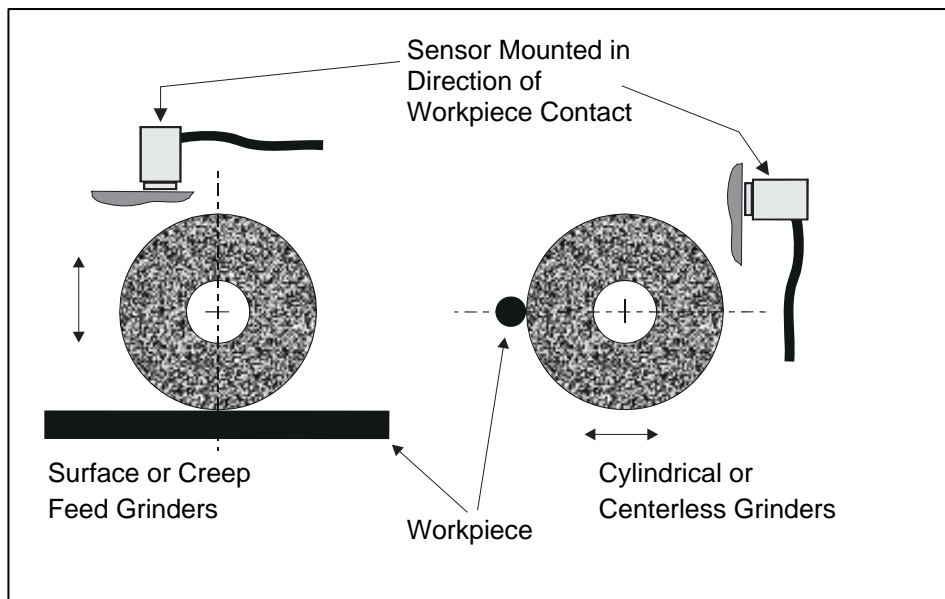 Sensor Mounted in
Direction of
Workpiece Contact
Surface or Creep
Feed Grinders
Cylindrical or
Centerless Grinders
Workpiece